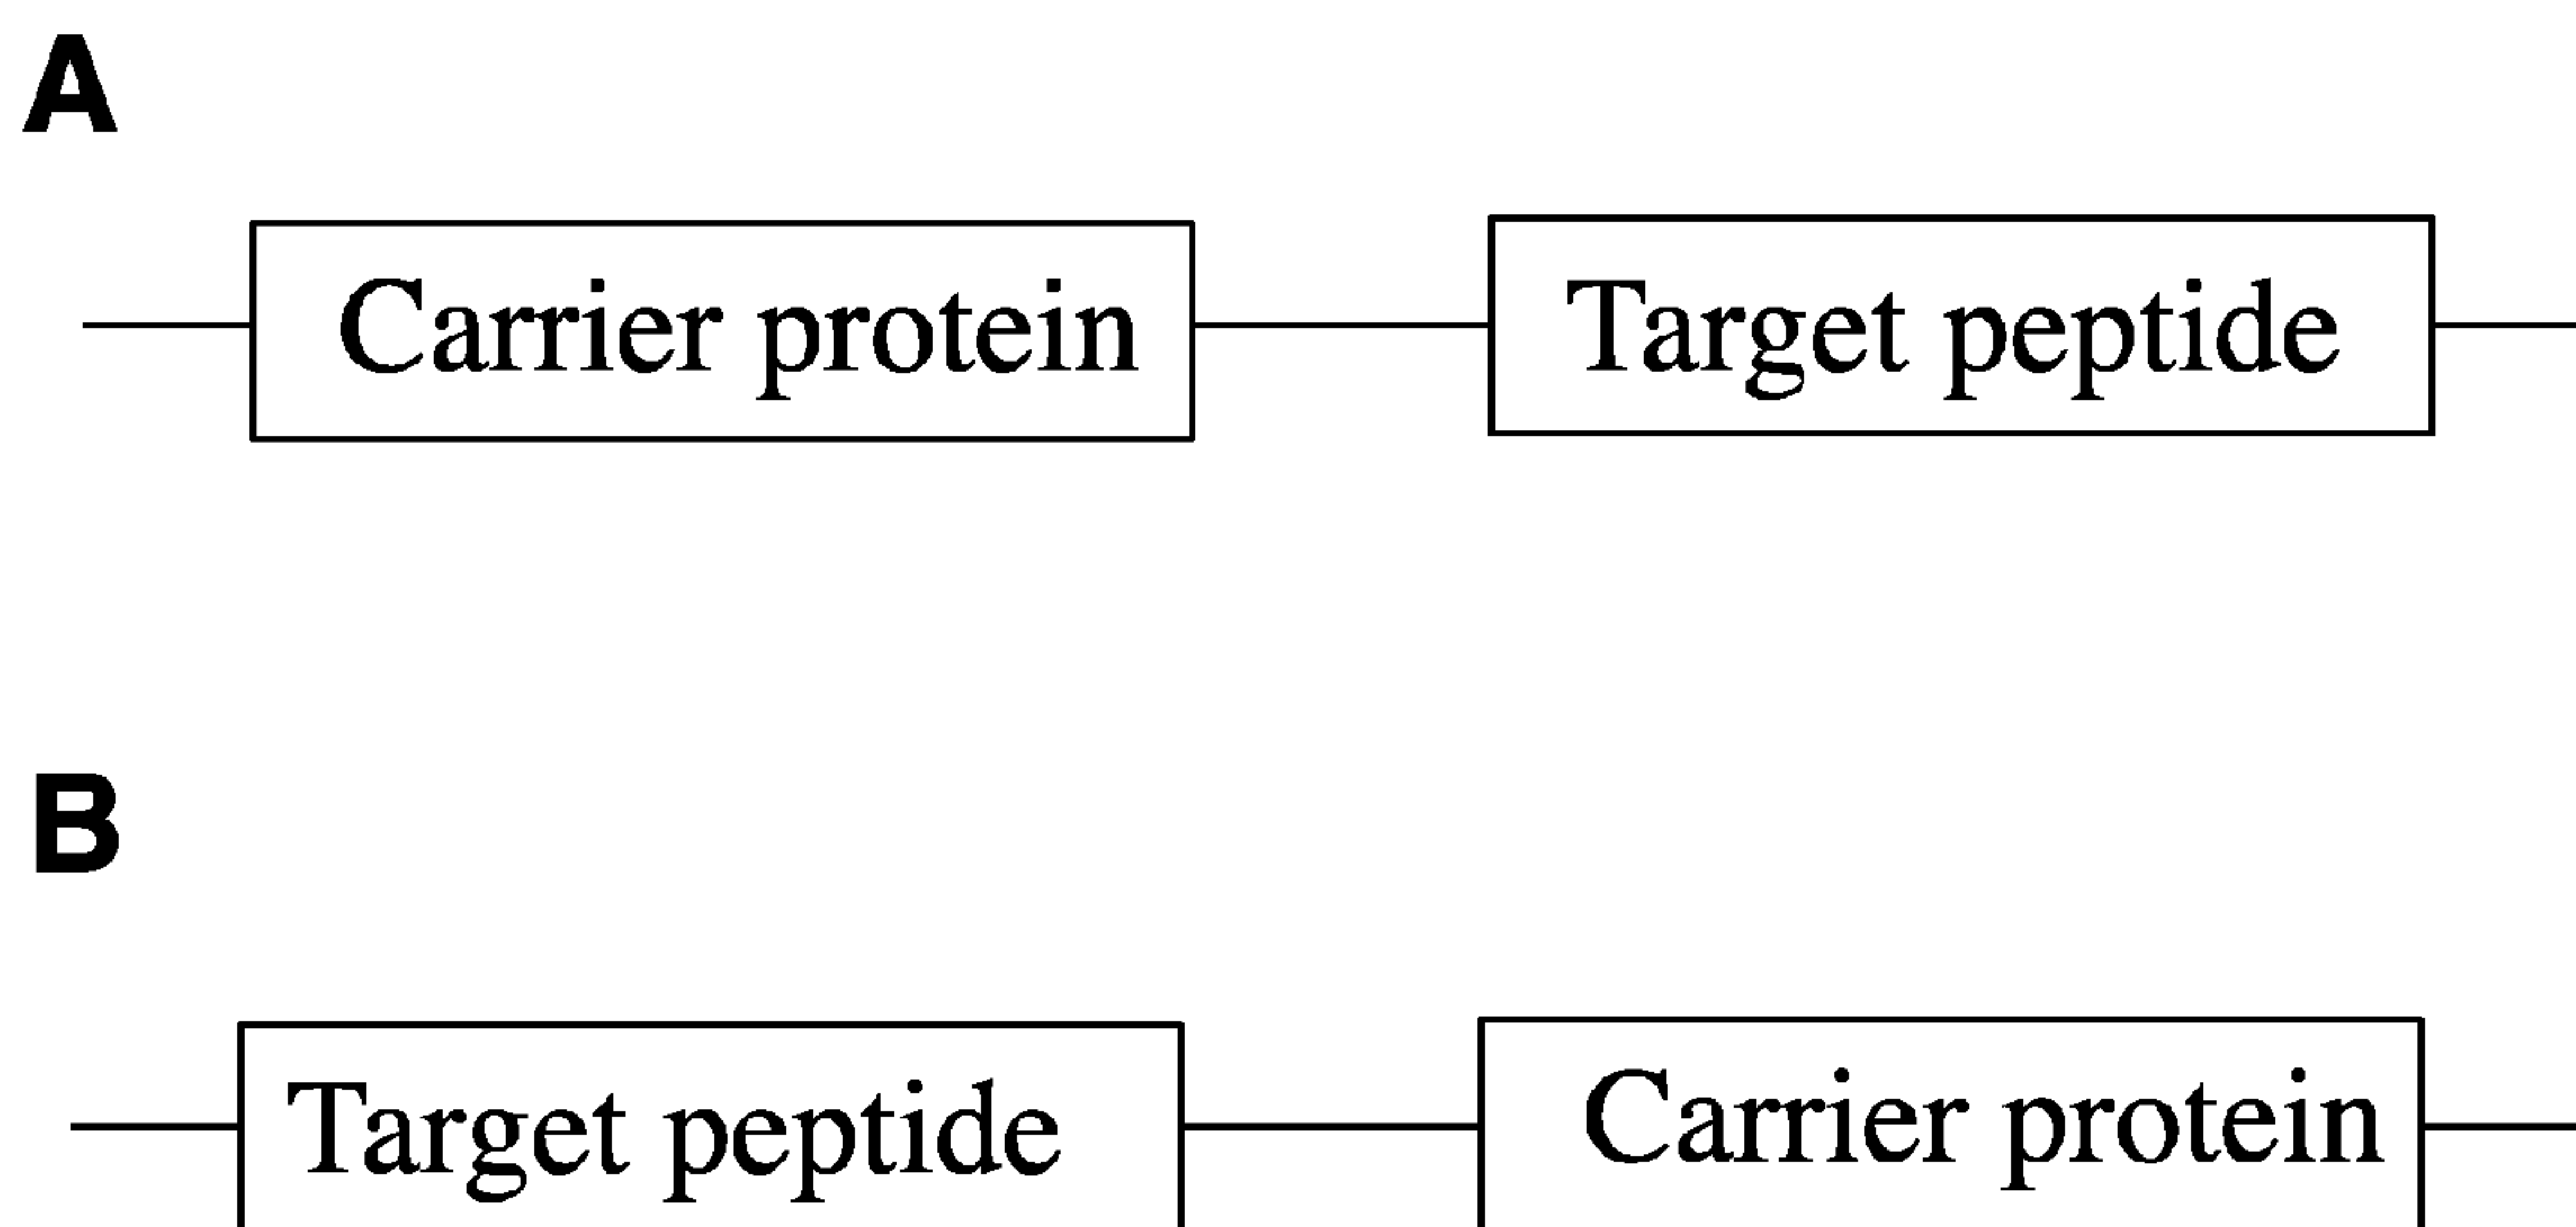 A
Carrier protein Target peptide
B
Target peptide Carrier protein